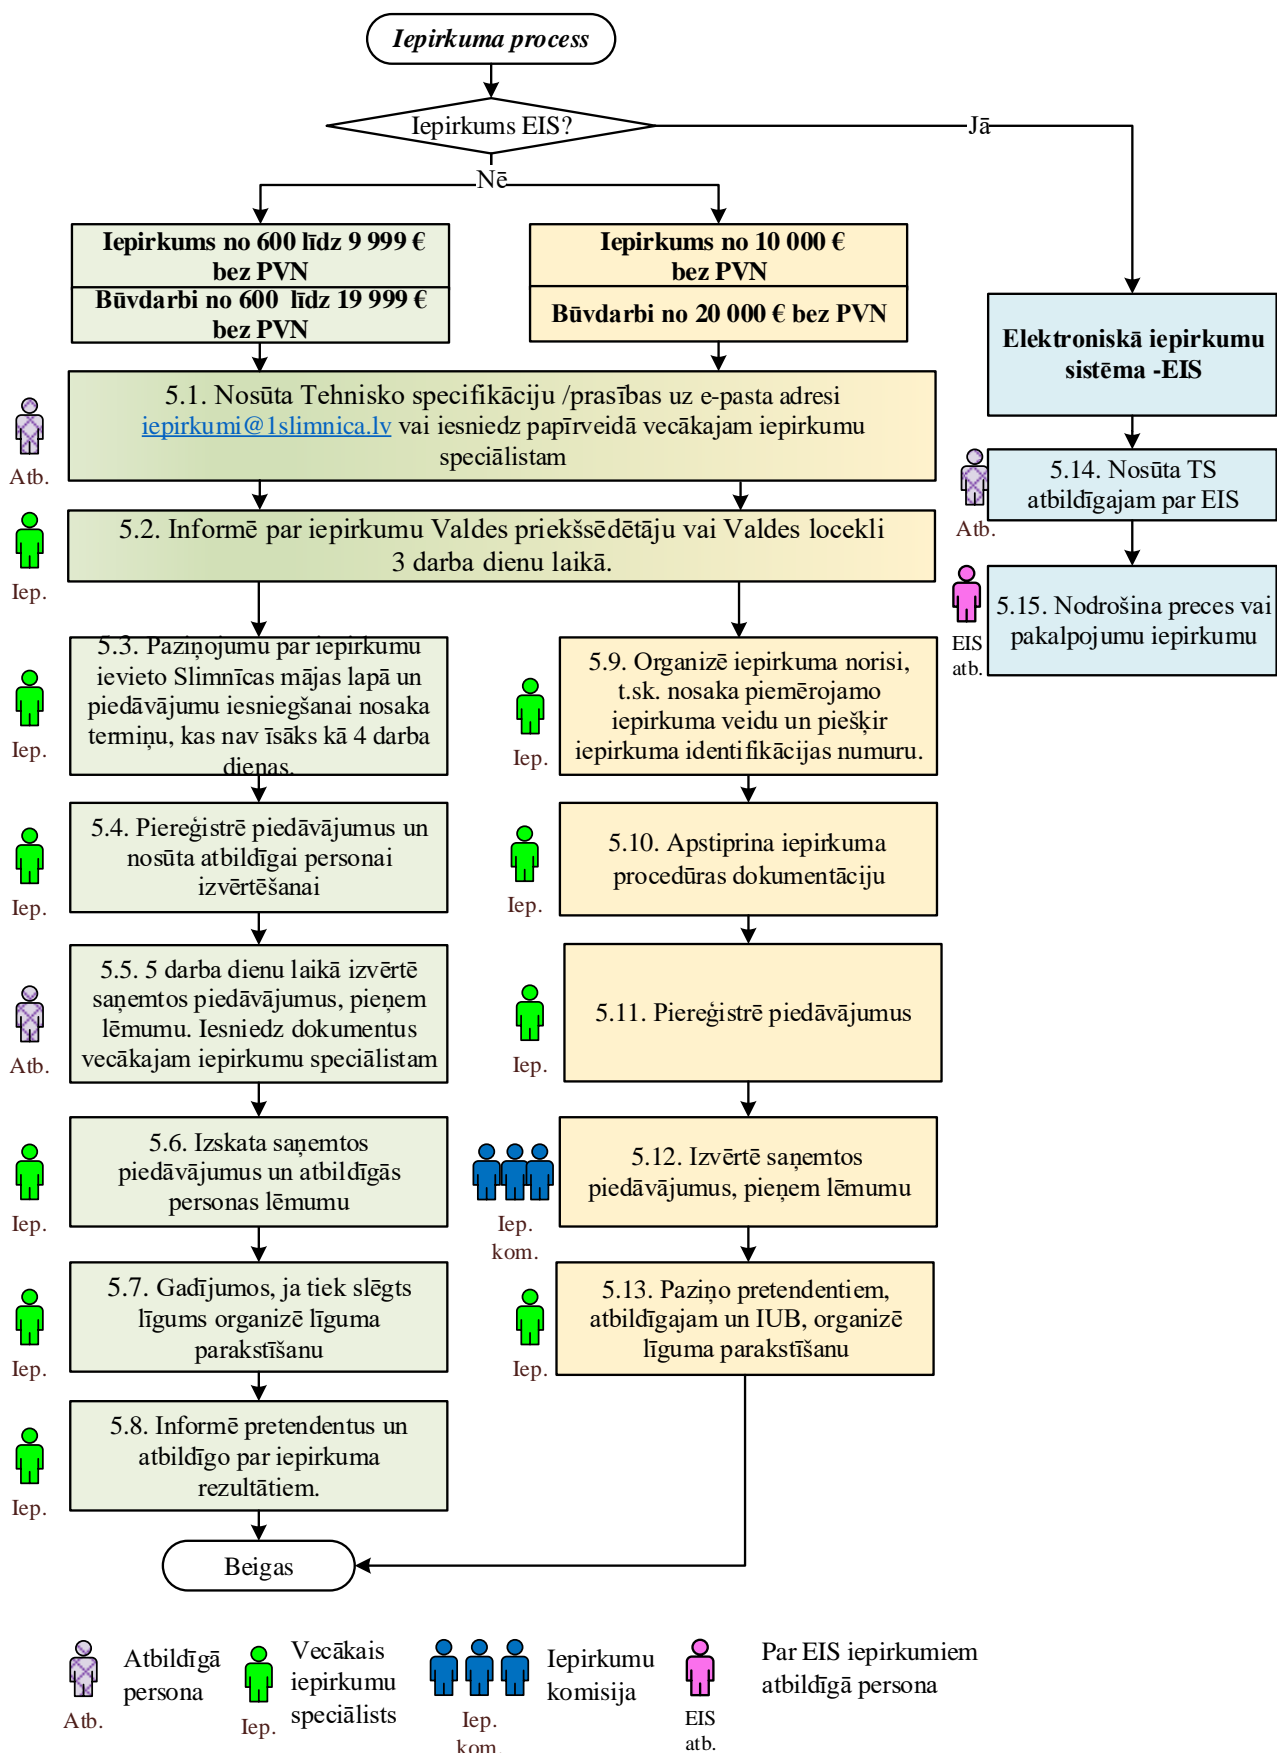 Iepirkuma process
Iepirkums EIS?
Jā
Nē
Iepirkums no 600 līdz 9 999 €
bez PVN
Būvdarbi no 600 līdz 19 999 €
bez PVN
Iepirkums no 10 000 €
bez PVN
Būvdarbi no 20 000 € bez PVN
Elektroniskā iepirkumu
sistēma -EIS
5.1. Nosūta Tehnisko specifikāciju /prasības uz e-pasta adresi
iepirkumi@1slimnica.lv vai iesniedz papīrveidā vecākajam iepirkumu
speciālistam
Atb.
5.14. Nosūta TS
atbildīgajam par EIS
Atb.
5.2. Informē par iepirkumu Valdes priekšsēdētāju vai Valdes locekli
3 darba dienu laikā.
Iep.
5.15. Nodrošina preces vai
pakalpojumu iepirkumu
EIS
atb.
5.3. Paziņojumu par iepirkumu
ievieto Slimnīcas mājas lapā un
piedāvājumu iesniegšanai nosaka
termiņu, kas nav īsāks kā 4 darba
dienas.
Iep.
5.9. Organizē iepirkuma norisi,
t.sk. nosaka piemērojamo
iepirkuma veidu un piešķir
iepirkuma identifikācijas numuru.
Iep.
5.4. Piereģistrē piedāvājumus un
nosūta atbildīgai personai
izvērtēšanai
Iep.
5.10. Apstiprina iepirkuma
procedūras dokumentāciju
Iep.
5.5. 5 darba dienu laikā izvērtē
saņemtos piedāvājumus, pieņem
lēmumu. Iesniedz dokumentus
vecākajam iepirkumu speciālistam
Atb.
5.11. Piereģistrē piedāvājumus
Iep.
5.6. Izskata saņemtos
piedāvājumus un atbildīgās
personas lēmumu
Iep.
5.12. Izvērtē saņemtos
piedāvājumus, pieņem lēmumu
Iep.
kom.
5.7. Gadījumos, ja tiek slēgts
līgums organizē līguma
parakstīšanu
Iep.
5.13. Paziņo pretendentiem,
atbildīgajam un IUB, organizē
līguma parakstīšanu
Iep.
5.8. Informē pretendentus un
atbildīgo par iepirkuma
rezultātiem.
Iep.
Beigas
Atbildīgā
persona
Atb.
Vecākais
iepirkumu
speciālists
Iep.
Iepirkumu
komisija
Iep.
kom.
Par EIS iepirkumiem
atbildīgā persona
EIS
atb.